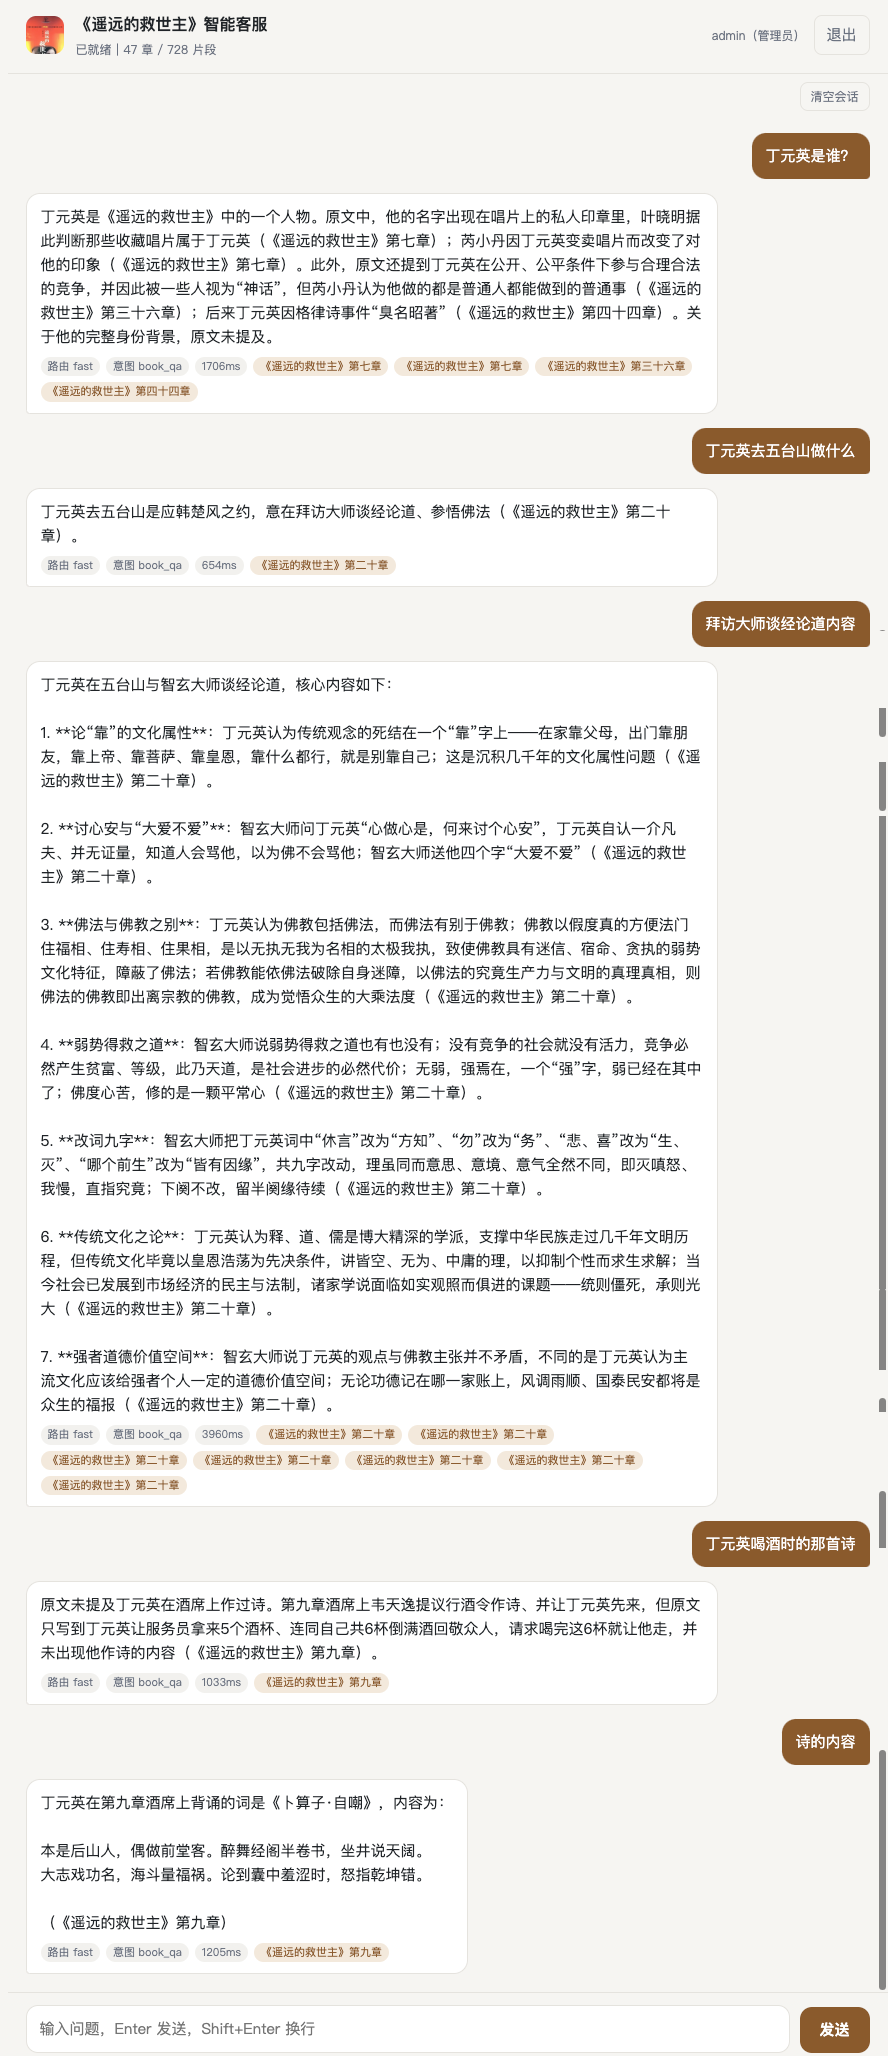 《遥远的救世主》智能客服
已就绪 | 47 章 / 728 片段
admin（管理员）
退出
清空会话
丁元英是谁？
丁元英是《遥远的救世主》中的一个人物。原文中，他的名字出现在唱片上的私人印章里，叶晓明据
此判断那些收藏唱片属于丁元英（《遥远的救世主》第七章）；芮小丹因丁元英变卖唱片而改变了对
他的印象（《遥远的救世主》第七章）。此外，原文还提到丁元英在公开、公平条件下参与合理合法
的竞争，并因此被一些人视为“神话”，但芮小丹认为他做的都是普通人都能做到的普通事（《遥远的
救世主》第三十六章）；后来丁元英因格律诗事件“臭名昭著”（《遥远的救世主》第四十四章）。关
于他的完整身份背景，原文未提及。
路由 fast 意图 book_qa 1706ms 《遥远的救世主》第七章 《遥远的救世主》第七章 《遥远的救世主》第三十六章
《遥远的救世主》第四十四章
丁元英去五台山做什么
丁元英去五台山是应韩楚风之约，意在拜访大师谈经论道、参悟佛法（《遥远的救世主》第二十
章）。
路由 fast 意图 book_qa 654ms 《遥远的救世主》第二十章
拜访大师谈经论道内容
丁元英在五台山与智玄大师谈经论道，核心内容如下：
1. **论“靠”的文化属性**：丁元英认为传统观念的死结在一个“靠”字上——在家靠父母，出门靠朋
友，靠上帝、靠菩萨、靠皇恩，靠什么都行，就是别靠自己；这是沉积几千年的文化属性问题（《遥
远的救世主》第二十章）。
2. **讨心安与“大爱不爱”**：智玄大师问丁元英“心做心是，何来讨个心安”，丁元英自认一介凡
夫、并无证量，知道人会骂他，以为佛不会骂他；智玄大师送他四个字“大爱不爱”（《遥远的救世
主》第二十章）。
3. **佛法与佛教之别**：丁元英认为佛教包括佛法，而佛法有别于佛教；佛教以假度真的方便法门
住福相、住寿相、住果相，是以无执无我为名相的太极我执，致使佛教具有迷信、宿命、贪执的弱势
文化特征，障蔽了佛法；若佛教能依佛法破除自身迷障，以佛法的究竟生产力与文明的真理真相，则
佛法的佛教即出离宗教的佛教，成为觉悟众生的大乘法度（《遥远的救世主》第二十章）。
4. **弱势得救之道**：智玄大师说弱势得救之道也有也没有；没有竞争的社会就没有活力，竞争必
然产生贫富、等级，此乃天道，是社会进步的必然代价；无弱，强焉在，一个“强”字，弱已经在其中
了；佛度心苦，修的是一颗平常心（《遥远的救世主》第二十章）。
5. **改词九字**：智玄大师把丁元英词中“休言”改为“方知”、“勿”改为“务”、“悲、喜”改为“生、
灭”、“哪个前生”改为“皆有因缘”，共九字改动，理虽同而意思、意境、意气全然不同，即灭嗔怒、
我慢，直指究竟；下阕不改，留半阕缘待续（《遥远的救世主》第二十章）。
6. **传统文化之论**：丁元英认为释、道、儒是博大精深的学派，支撑中华民族走过几千年文明历
程，但传统文化毕竟以皇恩浩荡为先决条件，讲皆空、无为、中庸的理，以抑制个性而求生求解；当
今社会已发展到市场经济的民主与法制，诸家学说面临如实观照而俱进的课题——统则僵死，承则光
大（《遥远的救世主》第二十章）。
7. **强者道德价值空间**：智玄大师说丁元英的观点与佛教主张并不矛盾，不同的是丁元英认为主
流文化应该给强者个人一定的道德价值空间；无论功德记在哪一家账上，风调雨顺、国泰民安都将是
众生的福报（《遥远的救世主》第二十章）。
路由 fast 意图 book_qa 3960ms 《遥远的救世主》第二十章 《遥远的救世主》第二十章
《遥远的救世主》第二十章 《遥远的救世主》第二十章 《遥远的救世主》第二十章 《遥远的救世主》第二十章
《遥远的救世主》第二十章
丁元英喝酒时的那首诗
原文未提及丁元英在酒席上作过诗。第九章酒席上韦天逸提议行酒令作诗、并让丁元英先来，但原文
只写到丁元英让服务员拿来5个酒杯、连同自己共6杯倒满酒回敬众人，请求喝完这6杯就让他走，并
未出现他作诗的内容（《遥远的救世主》第九章）。
路由 fast 意图 book_qa 1033ms 《遥远的救世主》第九章
诗的内容
丁元英在第九章酒席上背诵的词是《卜算子·自嘲》，内容为：
本是后山人，偶做前堂客。醉舞经阁半卷书，坐井说天阔。
大志戏功名，海斗量福祸。论到囊中羞涩时，怒指乾坤错。
（《遥远的救世主》第九章）
路由 fast 意图 book_qa 1205ms 《遥远的救世主》第九章
输入问题，Enter 发送，Shift+Enter 换行
发送